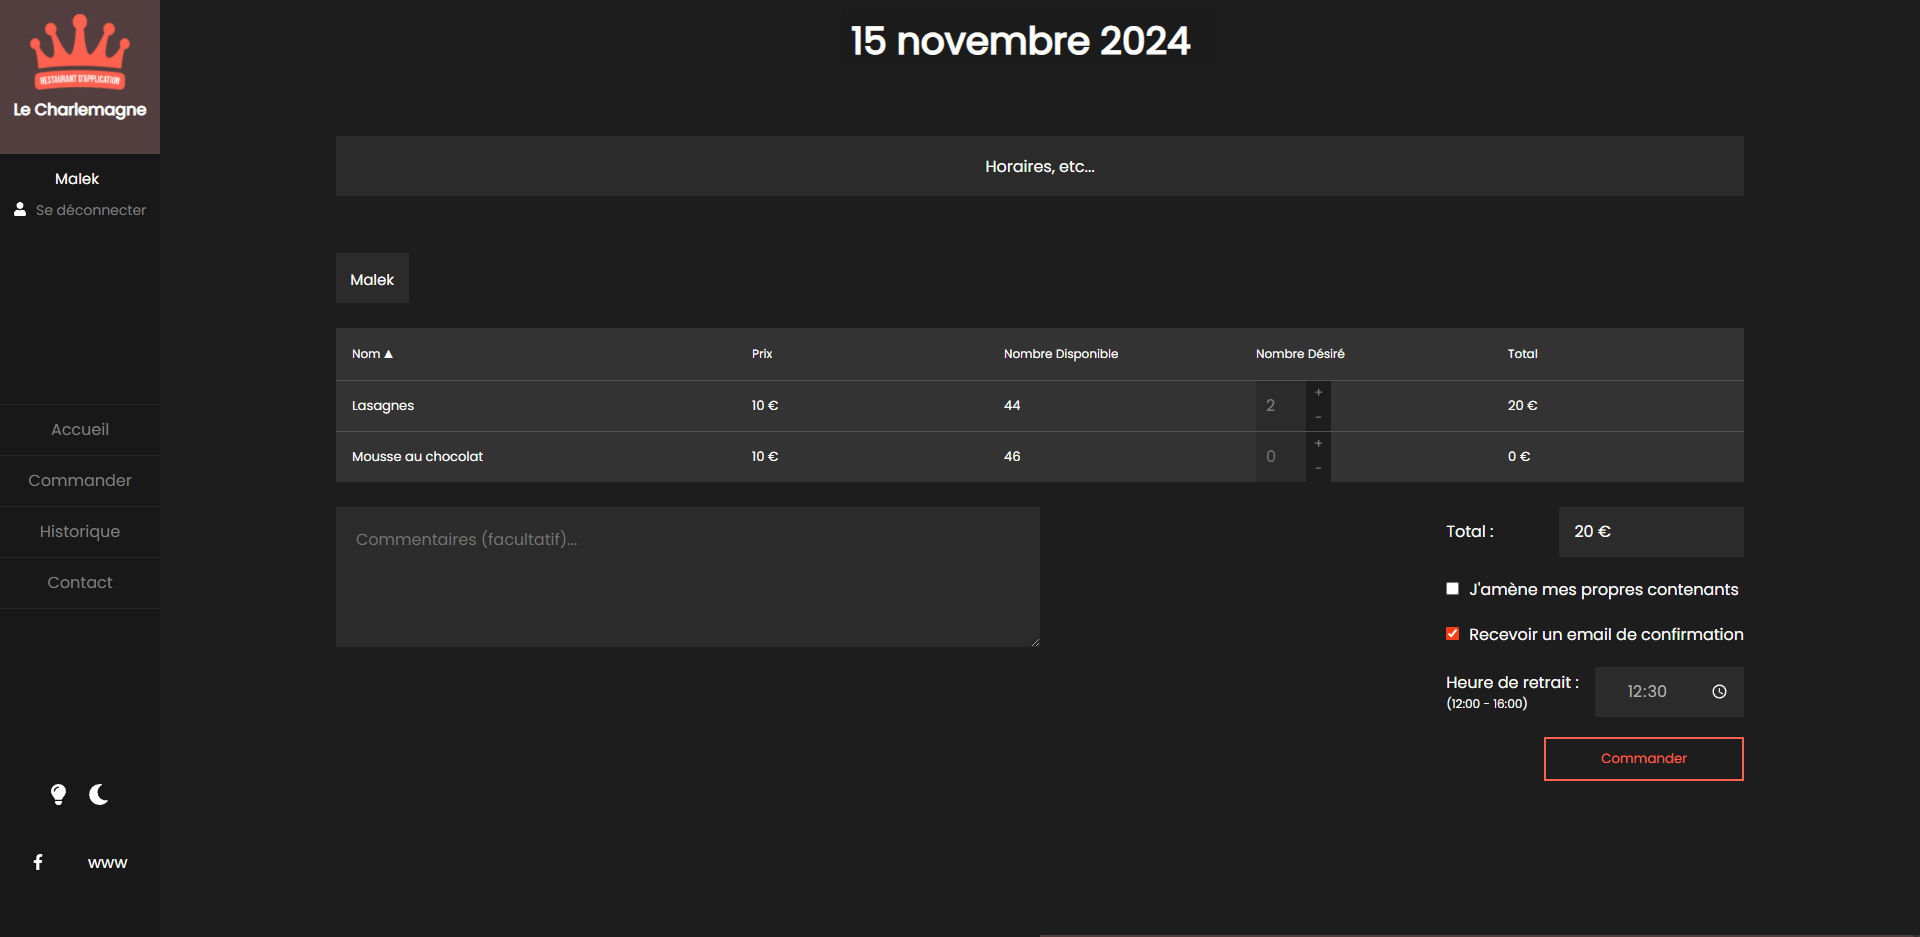 RESTAURANT D'APPLICATION
Le Charlemagne
Malek
Se déconnecter
Accueil
Commander
Historique
Contact
www
15 novembre 2024
Horaires, etc...
Malek
Nom ▲ Prix Nombre Disponible Nombre Désiré Total
Lasagnes 10 € 44 2 + - 20 €
Mousse au chocolat 10 € 46 0 + - 0 €
Commentaires (facultatif)...
Total : 20 €
J'amène mes propres contenants
Recevoir un email de confirmation
Heure de retrait : 12:30
(12:00 - 16:00)
Commander